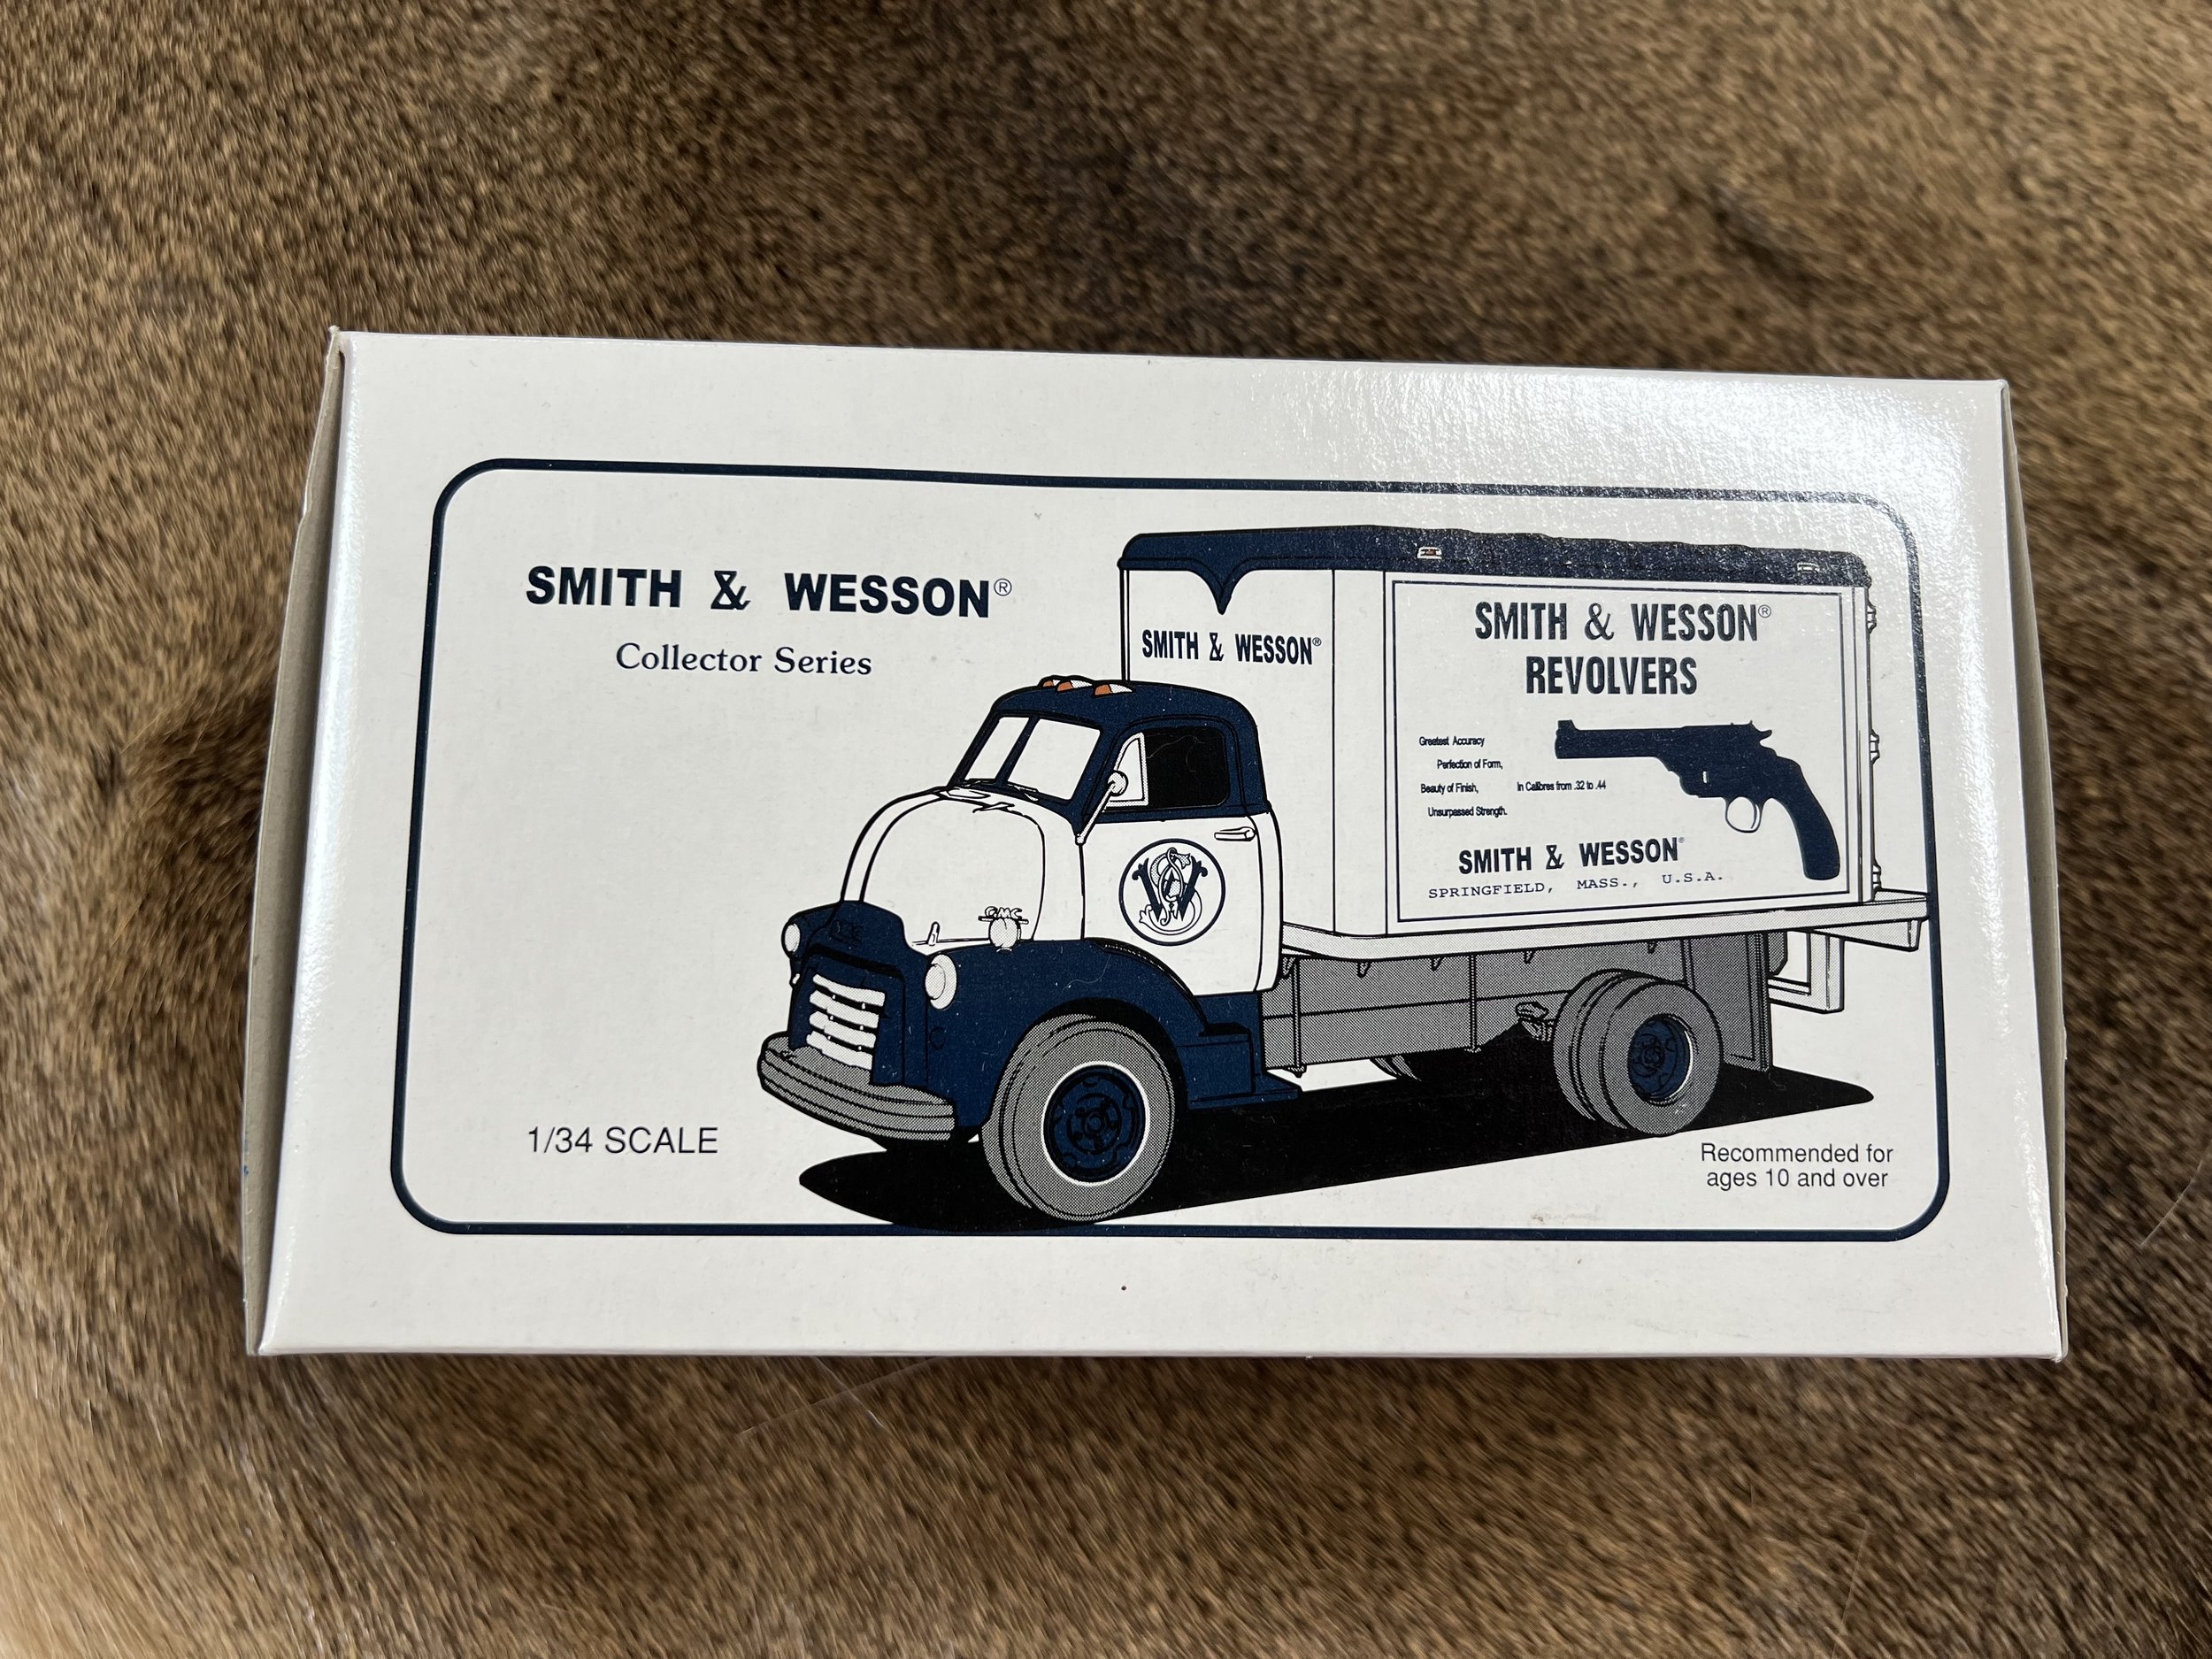 SMITH & WESSON®
Collector Series
SMITH & WESSON®
SMITH & WESSON®
REVOLVERS
Greatest Accuracy
Perfection of Form,
Beauty of Finish, In Calibres from .32 to .44
Unsurpassed Strength.
SMITH & WESSON®
SPRINGFIELD, MASS., U.S.A.
GMC
1/34 SCALE
Recommended for
ages 10 and over